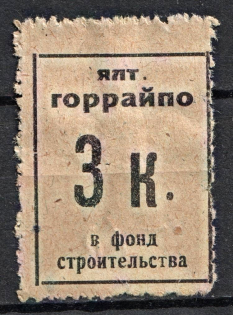 ялт.
горрайпо
3 к.
в фонд
строительства